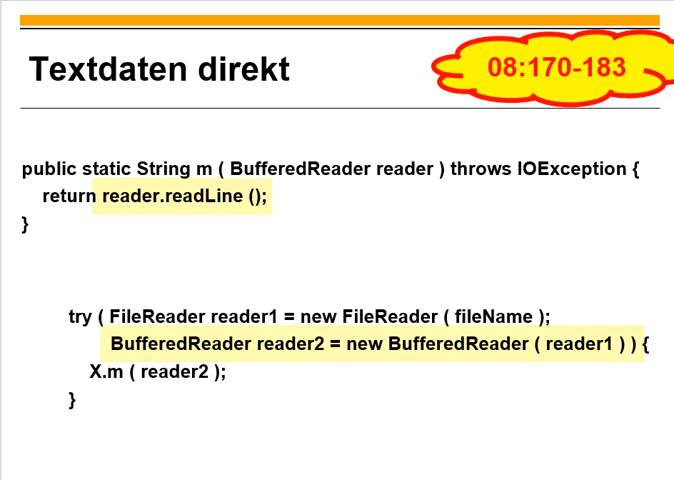 Textdaten direkt
08:170-183
public static String m ( BufferedReader reader ) throws IOException {
return reader.readLine ();
}
try ( FileReader reader1 = new FileReader ( fileName );
BufferedReader reader2 = new BufferedReader ( reader1 ) ) {
X.m ( reader2 );
}